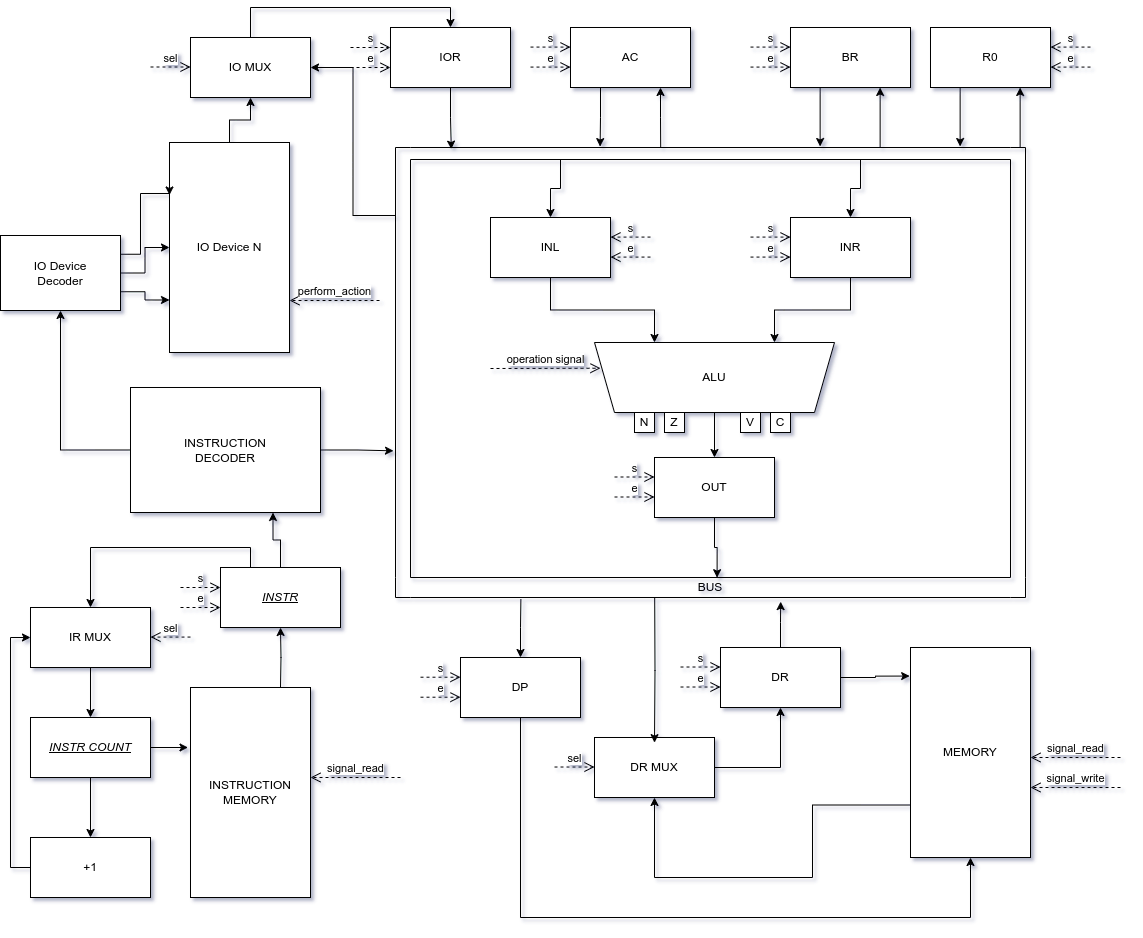 sel
IO MUX
s
e
IOR
s
e
AC
s
e
BR
R0
s
e
IO Device
Decoder
IO Device N
perform_action
INL
s
e
s
e
INR
operation signal
ALU
N
Z
V
C
INSTRUCTION
DECODER
s
e
OUT
BUS
s
e
INSTR
IR MUX
sel
INSTR COUNT
+1
INSTRUCTION
MEMORY
signal_read
s
e
DP
s
e
DR
sel
DR MUX
MEMORY
signal_read
signal_write